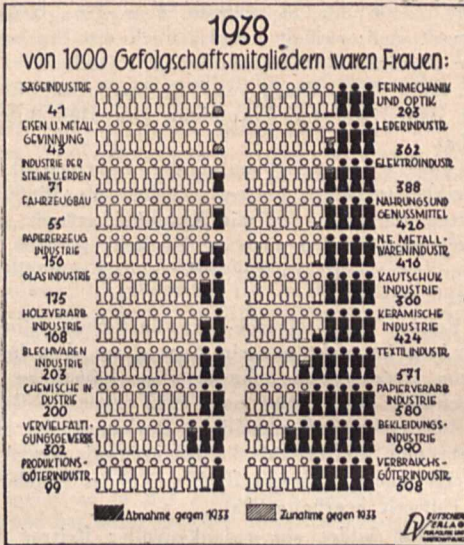 1938
von 1000 Gefolgschaftsmitgliedern waren Frauen:
SÄGEINDUSTRIE
41
EISEN U. METALL
GEWINNUNG
43
INDUSTRIE DER
STEINE U. ERDEN
71
FAHRZEUGBAU
55
PAPIERERZEUG
INDUSTRIE
150
GLASINDUSTRIE
175
HOLZVERARB.
INDUSTRIE
168
BLECHWAREN
INDUSTRIE
203
CHEMISCHE IN
DUSTRIE
200
VERVIELFÄLTI-
GUNGSGEWERBE
302
PRODUKTIONS-
GÜTERINDUSTR.
99
FEINMECHANIK
UND OPTIK
293
LEDERINDUSTR.
362
ELEKTROINDUSTR.
388
NAHRUNGS UND
GENUSSMITTEL
420
N.E. METALL-
WARENINDUSTR.
416
KAUTSCHUK
INDUSTRIE
360
KERAMISCHE
INDUSTRIE
424
TEXTILINDUSTR.
571
PAPIERVERARB
INDUSTRIE
580
BEKLEIDUNGS-
INDUSTRIE
690
VERBRAUCHS-
GÜTERINDUSTR.
508
Abnahme gegen 1933
Zunahme gegen 1933
DEUTSCHER
VERLAG